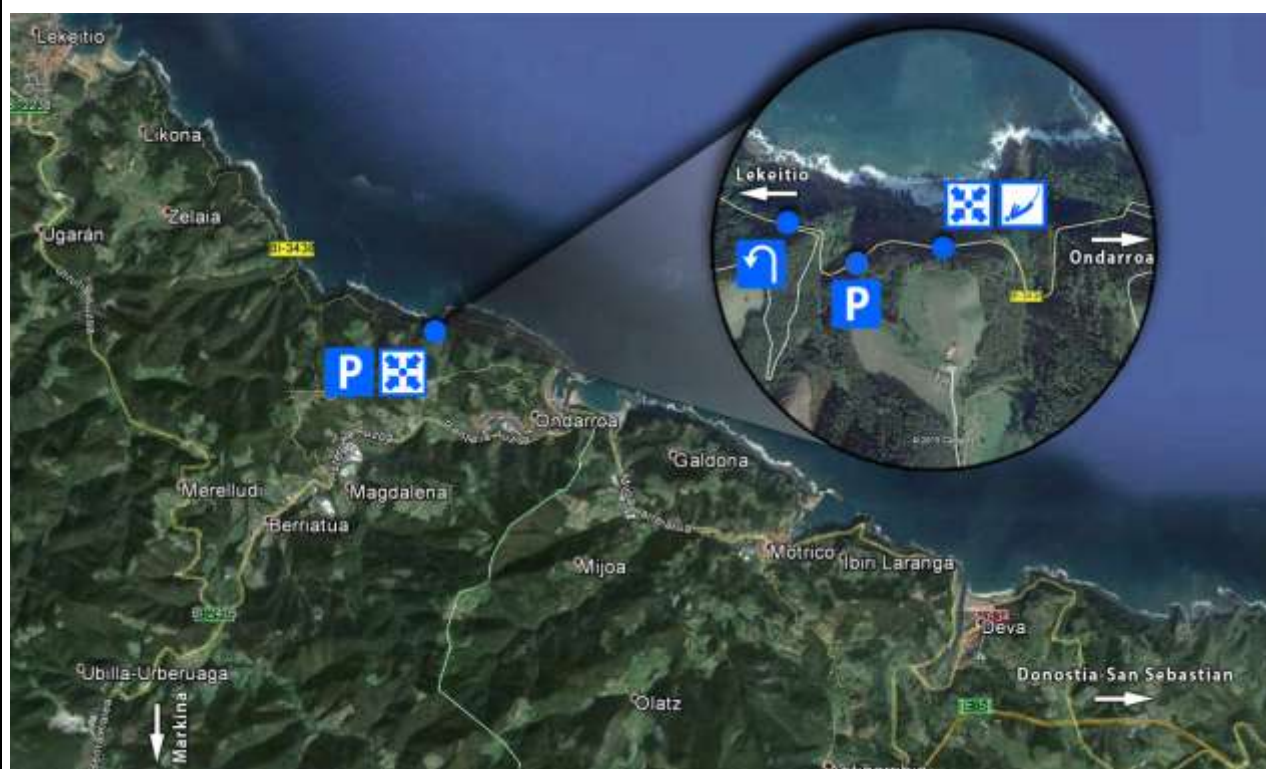 Lekeitio
Likona
Zelaia
Ugarán
BI-3438
Lekeitio
Ondarroa
P
P
Ondarroa
Galdona
Merelludi
Magdalena
Berriatua
Motrico
Ibiri Laranga
Mijoa
Deva
Ubilla-Urberuaga
Donostia-San Sebastian
Olatz
Markina